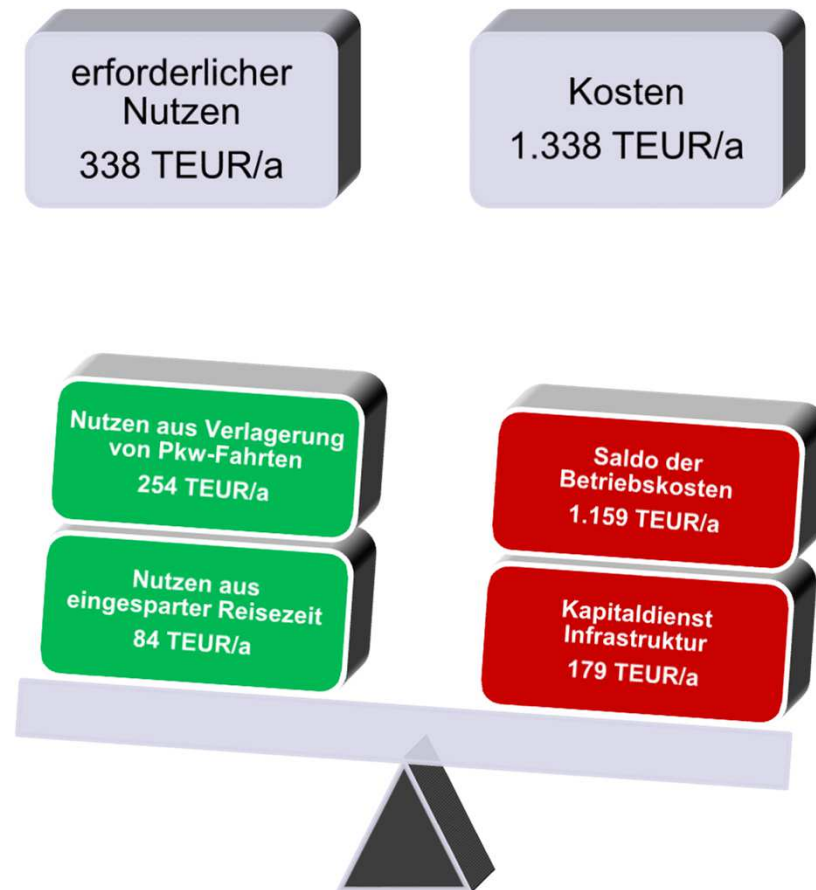 erforderlicher
Nutzen
338 TEUR/a
Kosten
1.338 TEUR/a
Nutzen aus Verlagerung
von Pkw-Fahrten
254 TEUR/a
Nutzen aus
eingesparter Reisezeit
84 TEUR/a
Saldo der
Betriebskosten
1.159 TEUR/a
Kapitaldienst
Infrastruktur
179 TEUR/a